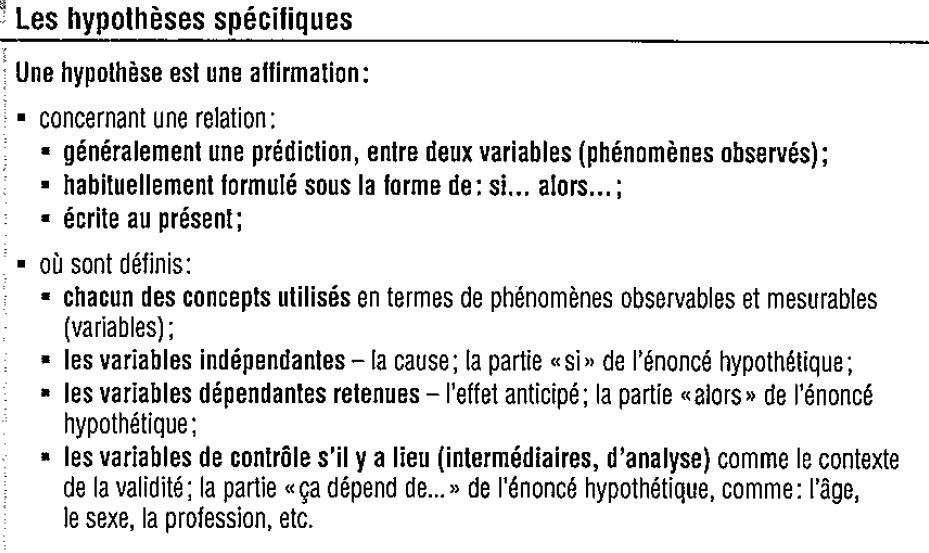 Les hypothèses spécifiques
Une hypothèse est une affirmation:
▪ concernant une relation:
▪ généralement une prédiction, entre deux variables (phénomènes observés);
▪ habituellement formulé sous la forme de: si... alors...;
▪ écrite au présent;
▪ où sont définis:
▪ chacun des concepts utilisés en termes de phénomènes observables et mesurables
(variables);
▪ les variables indépendantes – la cause; la partie «si» de l'énoncé hypothétique;
▪ les variables dépendantes retenues – l'effet anticipé; la partie «alors» de l'énoncé
hypothétique;
▪ les variables de contrôle s'il y a lieu (intermédiaires, d'analyse) comme le contexte
de la validité; la partie «ça dépend de...» de l'énoncé hypothétique, comme: l'âge,
le sexe, la profession, etc.